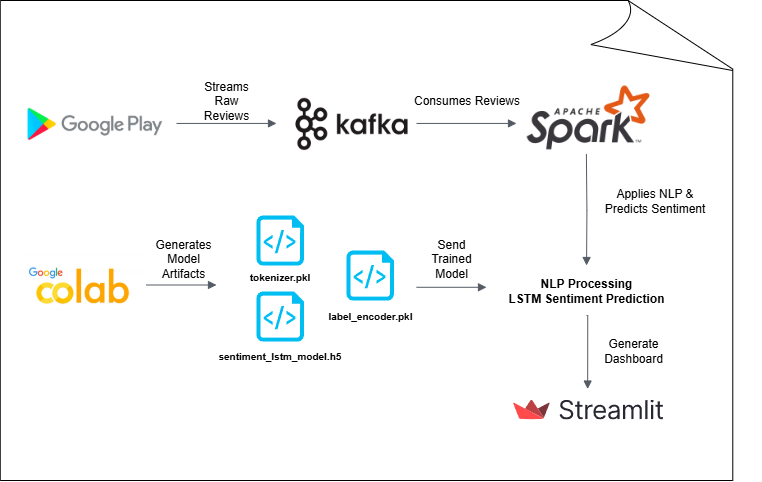 Streams
Raw
Reviews
Google Play
kafka
Consumes Reviews
APACHE
Spark™
Applies NLP &
Predicts Sentiment
Generates
Model
Artifacts
Google
colab
tokenizer.pkl
sentiment_lstm_model.h5
label_encoder.pkl
Send
Trained
Model
NLP Processing
LSTM Sentiment Prediction
Generate
Dashboard
Streamlit